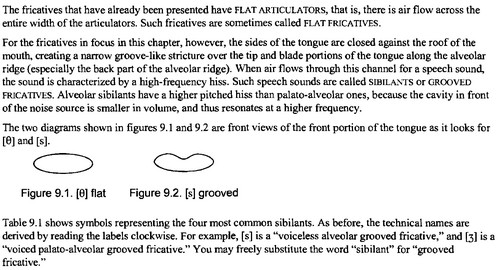 The fricatives that have already been presented have FLAT ARTICULATORS, that is, there is air flow across the
entire width of the articulators. Such fricatives are sometimes called FLAT FRICATIVES.
For the fricatives in focus in this chapter, however, the sides of the tongue are closed against the roof of the
mouth, creating a narrow groove-like stricture over the tip and blade portions of the tongue along the alveolar
ridge (especially the back part of the alveolar ridge). When air flows through this channel for a speech sound,
the sound is characterized by a high-frequency hiss. Such speech sounds are called SIBILANTS or GROOVED
FRICATIVES. Alveolar sibilants have a higher pitched hiss than palato-alveolar ones, because the cavity in front
of the noise source is smaller in volume, and thus resonates at a higher frequency.
The two diagrams shown in figures 9.1 and 9.2 are front views of the front portion of the tongue as it looks for
[θ] and [s].
Figure 9.1. [θ] flat Figure 9.2. [s] grooved
Table 9.1 shows symbols representing the four most common sibilants. As before, the technical names are
derived by reading the labels clockwise. For example, [s] is a “voiceless alveolar grooved fricative,” and [ʒ] is a
“voiced palato-alveolar grooved fricative.” You may freely substitute the word “sibilant” for “grooved
fricative.”